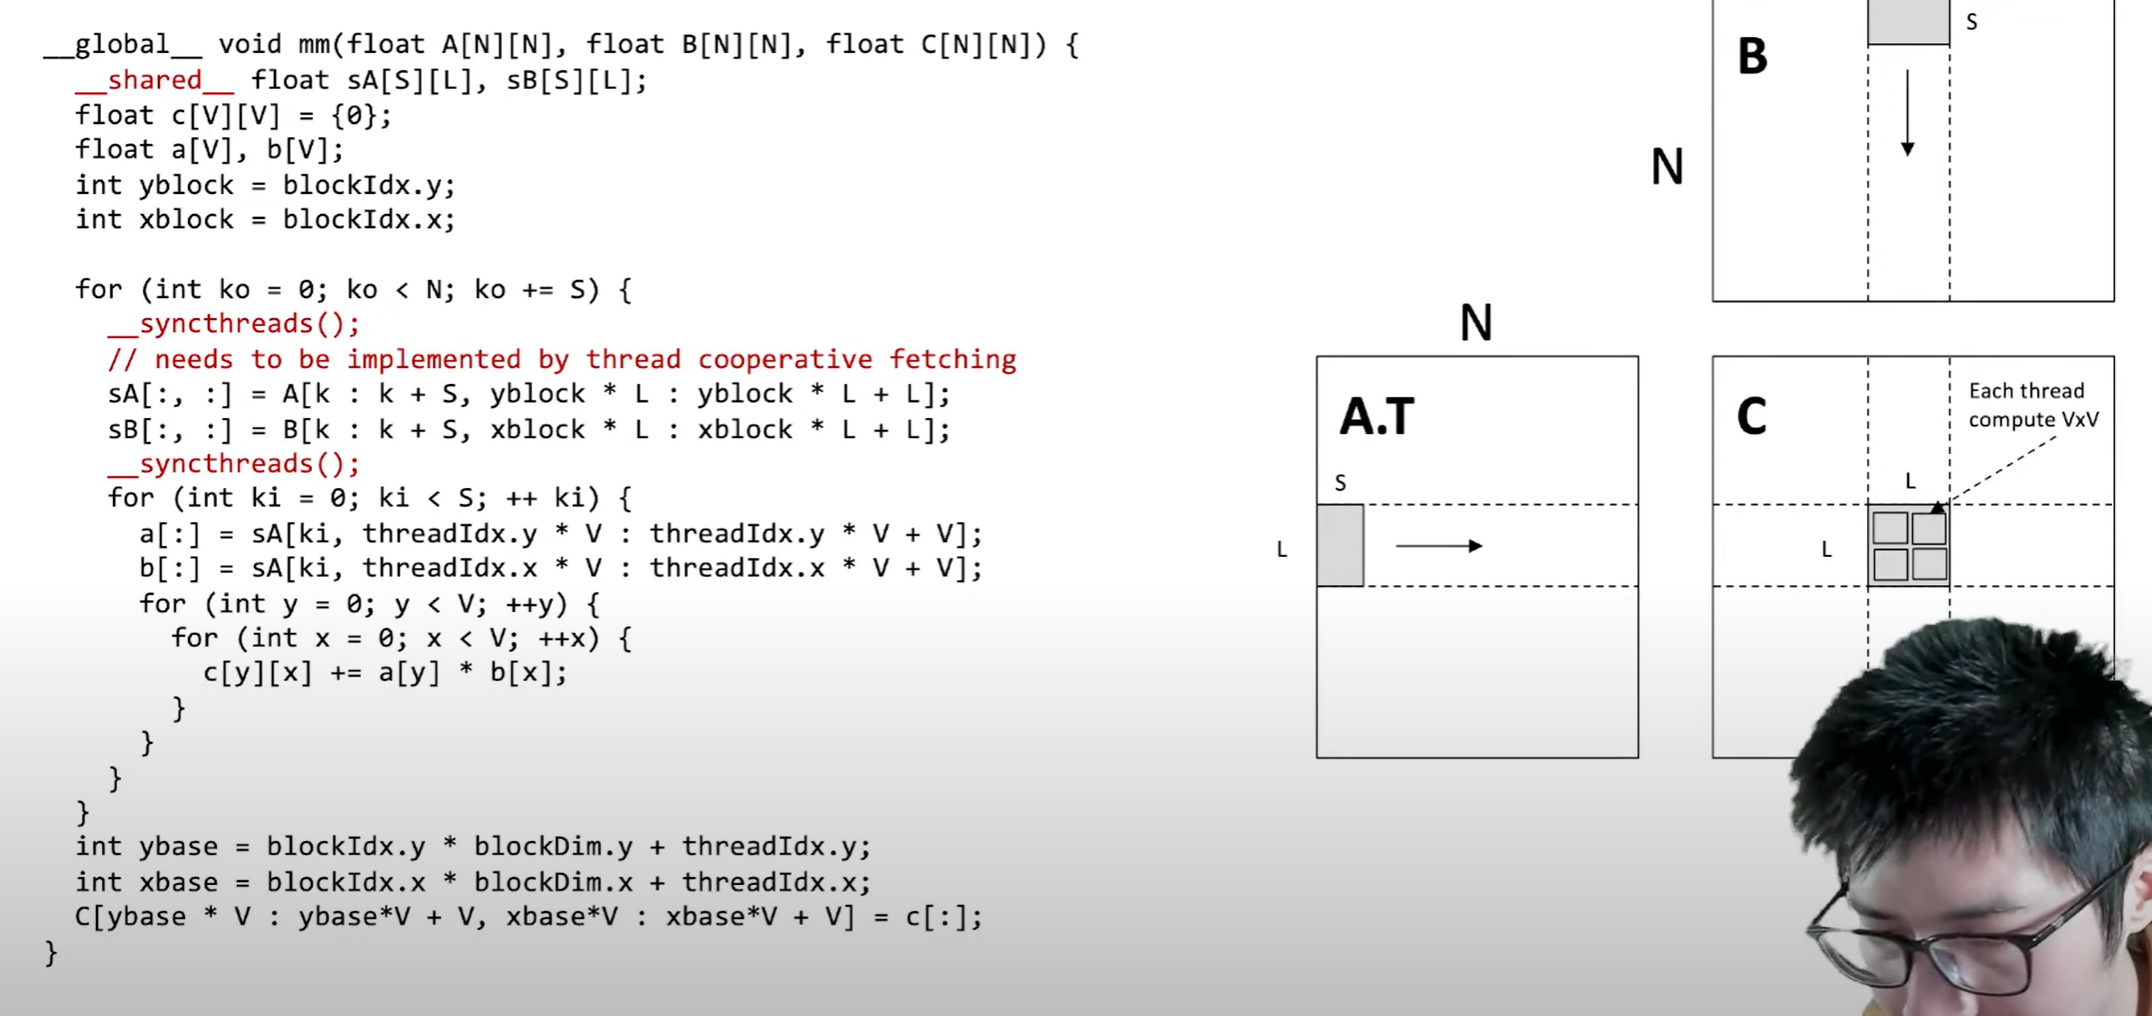 __global__ void mm(float A[N][N], float B[N][N], float C[N][N]) {
__shared__ float sA[S][L], sB[S][L];
float c[V][V] = {0};
float a[V], b[V];
int yblock = blockIdx.y;
int xblock = blockIdx.x;
for (int ko = 0; ko < N; ko += S) {
__syncthreads();
// needs to be implemented by thread cooperative fetching
sA[:, :] = A[k : k + S, yblock * L : yblock * L + L];
sB[:, :] = B[k : k + S, xblock * L : xblock * L + L];
__syncthreads();
for (int ki = 0; ki < S; ++ ki) {
a[:] = sA[ki, threadIdx.y * V : threadIdx.y * V + V];
b[:] = sA[ki, threadIdx.x * V : threadIdx.x * V + V];
for (int y = 0; y < V; ++y) {
for (int x = 0; x < V; ++x) {
c[y][x] += a[y] * b[x];
}
}
}
}
int ybase = blockIdx.y * blockDim.y + threadIdx.y;
int xbase = blockIdx.x * blockDim.x + threadIdx.x;
C[ybase * V : ybase*V + V, xbase*V : xbase*V + V] = c[:];
}
S
B
N
N
A.T
S
L
C
Each thread
compute VxV
L
L